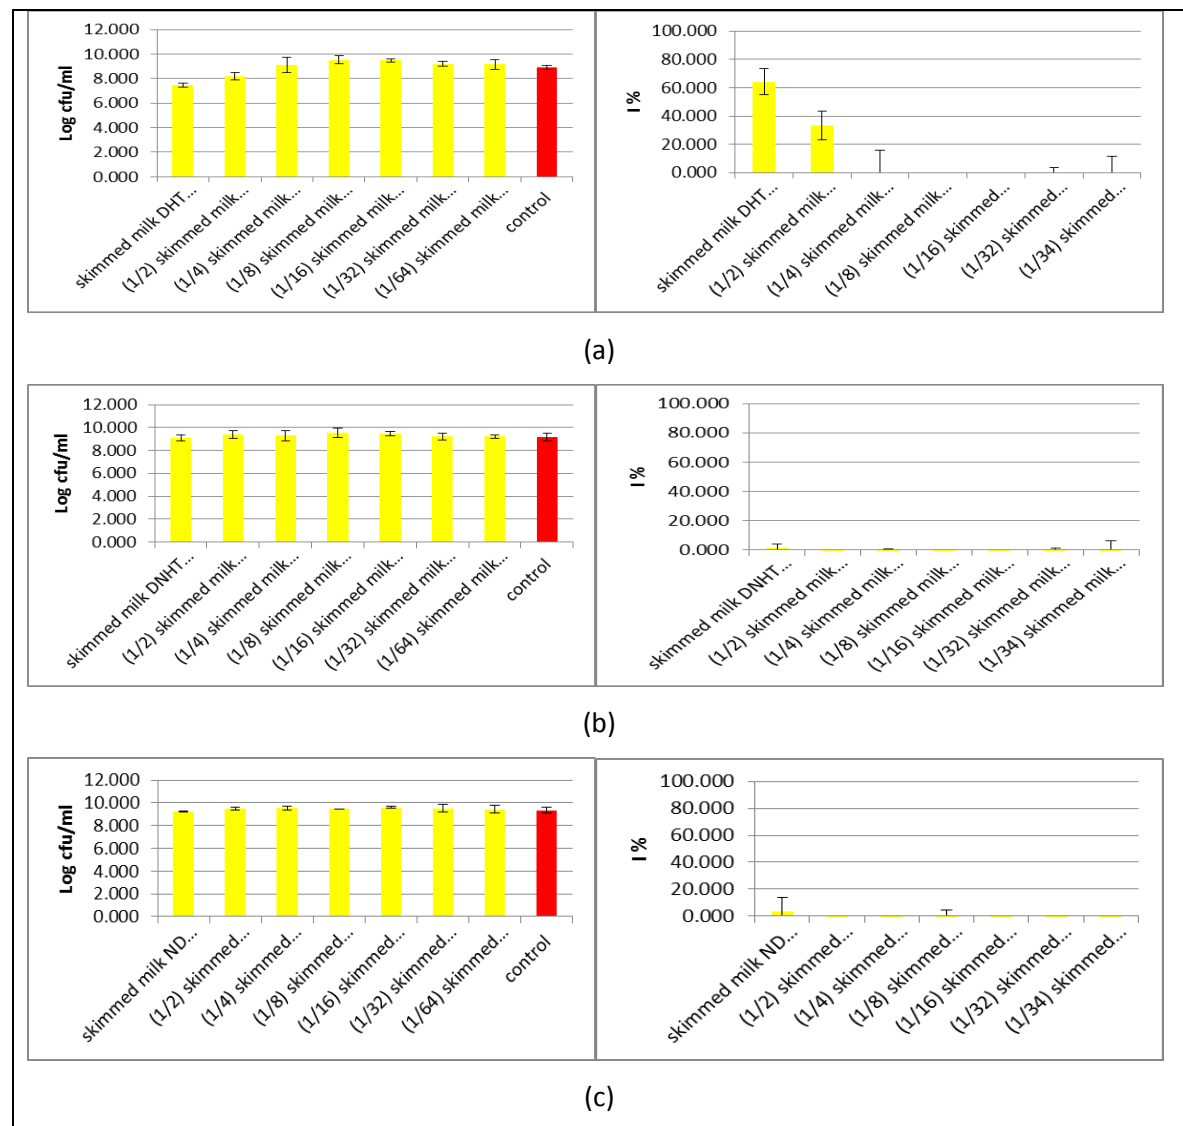 12.000
10.000
8.000
6.000
4.000
2.000
0.000
Log cfu/ml
skimmed milk DHT...
(1/2) skimmed milk...
(1/4) skimmed milk...
(1/8) skimmed milk...
(1/16) skimmed milk...
(1/32) skimmed milk...
(1/64) skimmed milk...
control
100.000
80.000
60.000
40.000
20.000
0.000
I %
skimmed milk DHT...
(1/2) skimmed milk...
(1/4) skimmed milk...
(1/8) skimmed milk...
(1/16) skimmed...
(1/32) skimmed...
(1/34) skimmed...
(a)
12.000
10.000
8.000
6.000
4.000
2.000
0.000
Log cfu/ml
skimmed milk DNHT...
(1/2) skimmed milk...
(1/4) skimmed milk...
(1/8) skimmed milk...
(1/16) skimmed milk...
(1/32) skimmed milk...
(1/64) skimmed milk...
control
100.000
80.000
60.000
40.000
20.000
0.000
I %
skimmed milk DNHT...
(1/2) skimmed milk...
(1/4) skimmed milk...
(1/8) skimmed milk...
(1/16) skimmed milk...
(1/32) skimmed milk...
(1/34) skimmed milk...
(b)
12.000
10.000
8.000
6.000
4.000
2.000
0.000
Log cfu/ml
skimmed milk ND...
(1/2) skimmed...
(1/4) skimmed...
(1/8) skimmed...
(1/16) skimmed...
(1/32) skimmed...
(1/64) skimmed...
control
100.000
80.000
60.000
40.000
20.000
0.000
I %
skimmed milk ND...
(1/2) skimmed...
(1/4) skimmed...
(1/8) skimmed...
(1/16) skimmed...
(1/32) skimmed...
(1/34) skimmed...
(c)